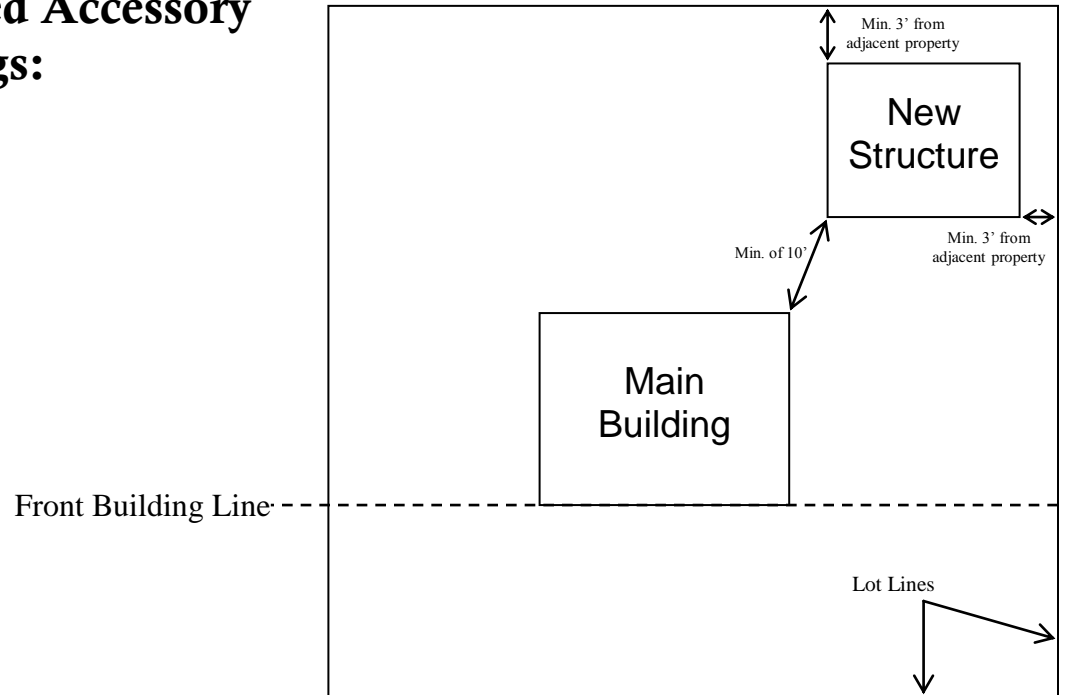 ed Accessory
gs:
Min. 3’ from
adjacent property
New
Structure
Min. 3’ from
adjacent property
Min. of 10’
Main
Building
Front Building Line
Lot Lines